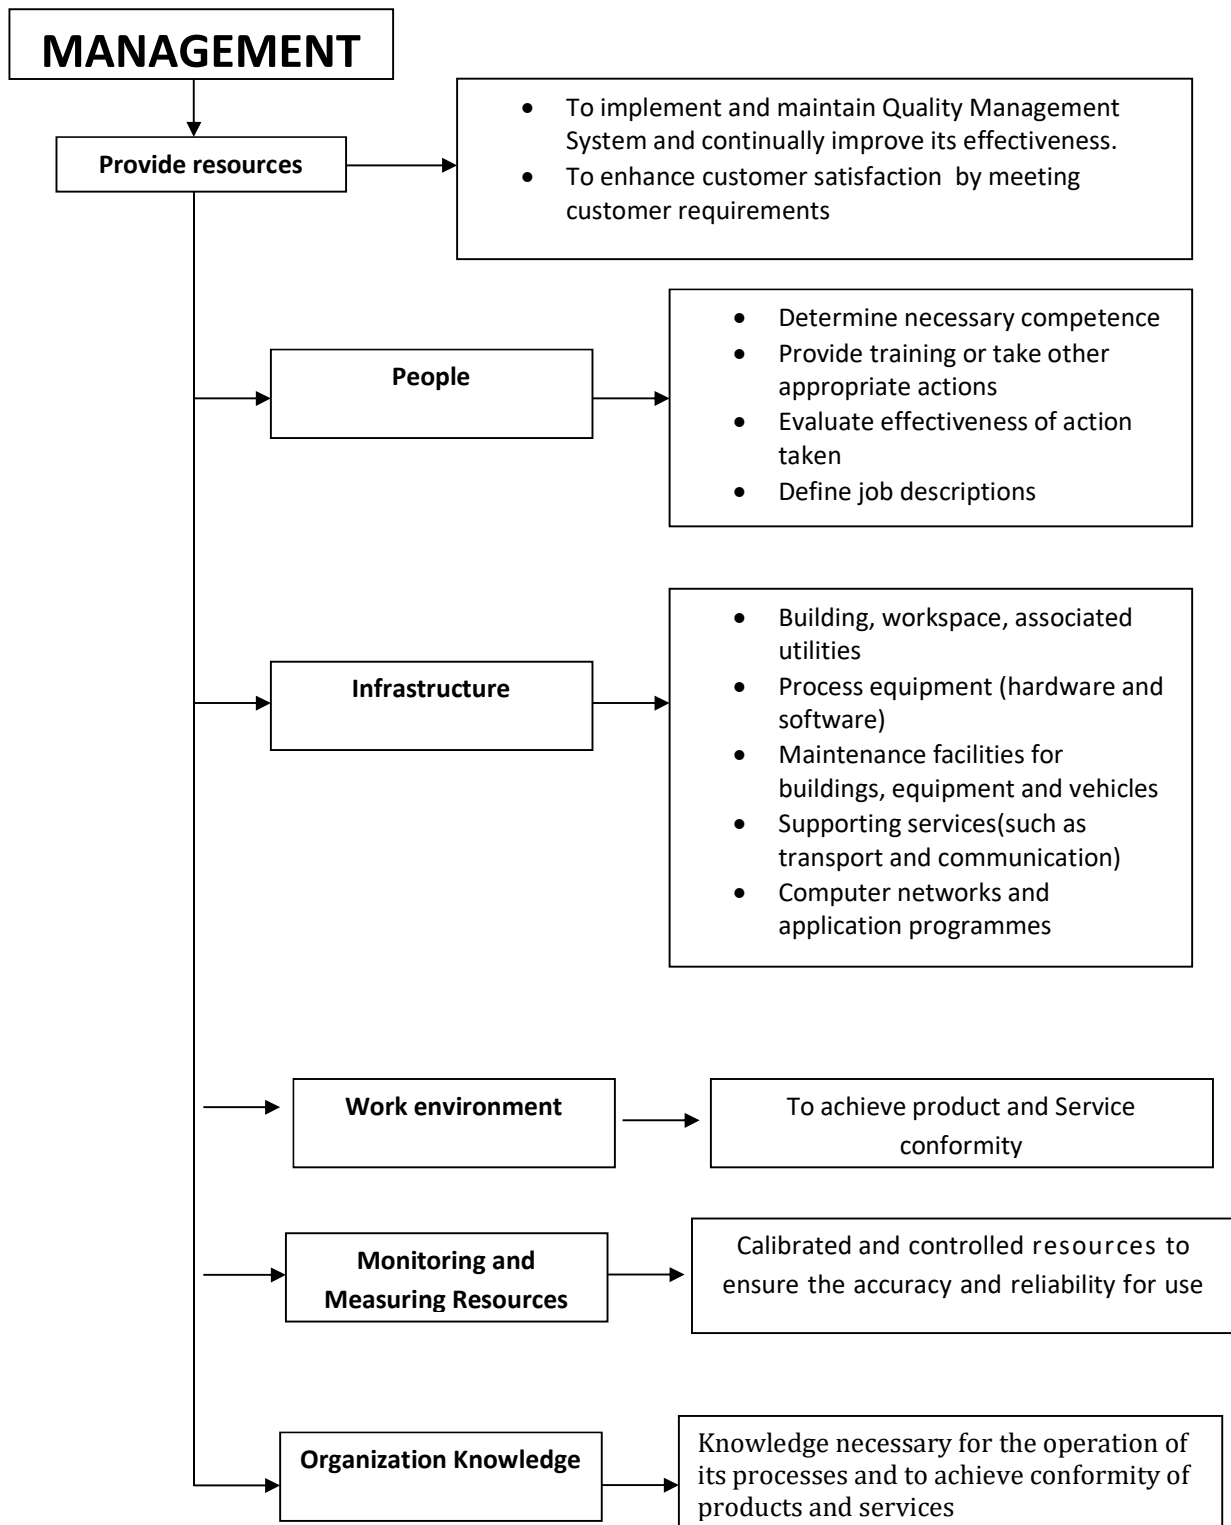 MANAGEMENT
Provide resources
• To implement and maintain Quality Management
System and continually improve its effectiveness.
• To enhance customer satisfaction  by meeting
customer requirements
People
• Determine necessary competence
• Provide training or take other
appropriate actions
• Evaluate effectiveness of action
taken
• Define job descriptions
Infrastructure
• Building, workspace, associated
utilities
• Process equipment (hardware and
software)
• Maintenance facilities for
buildings, equipment and vehicles
• Supporting services(such as
transport and communication)
• Computer networks and
application programmes
Work environment
To achieve product and Service
conformity
Monitoring and
Measuring Resources
Calibrated and controlled resources to
ensure the accuracy and reliability for use
Organization Knowledge
Knowledge necessary for the operation of
its processes and to achieve conformity of
products and services